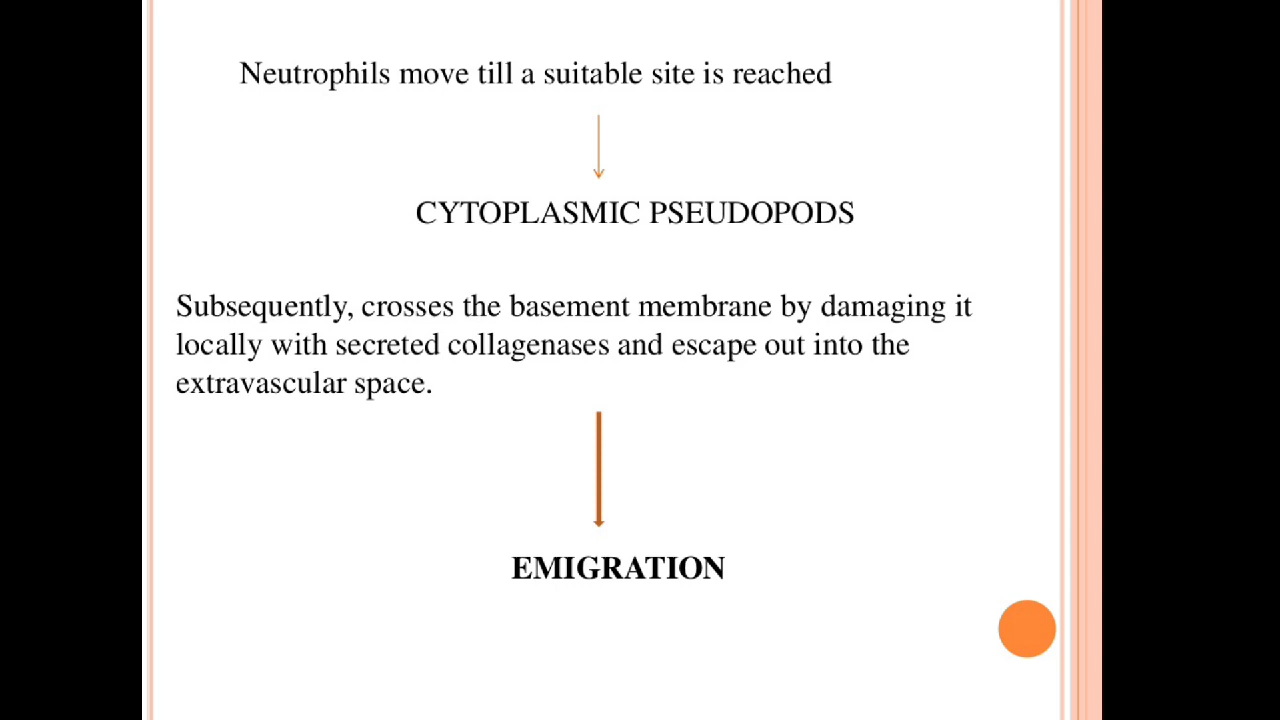 Neutrophils move till a suitable site is reached
CYTOPLASMIC PSEUDOPODS
Subsequently, crosses the basement membrane by damaging it
locally with secreted collagenases and escape out into the
extravascular space.
EMIGRATION